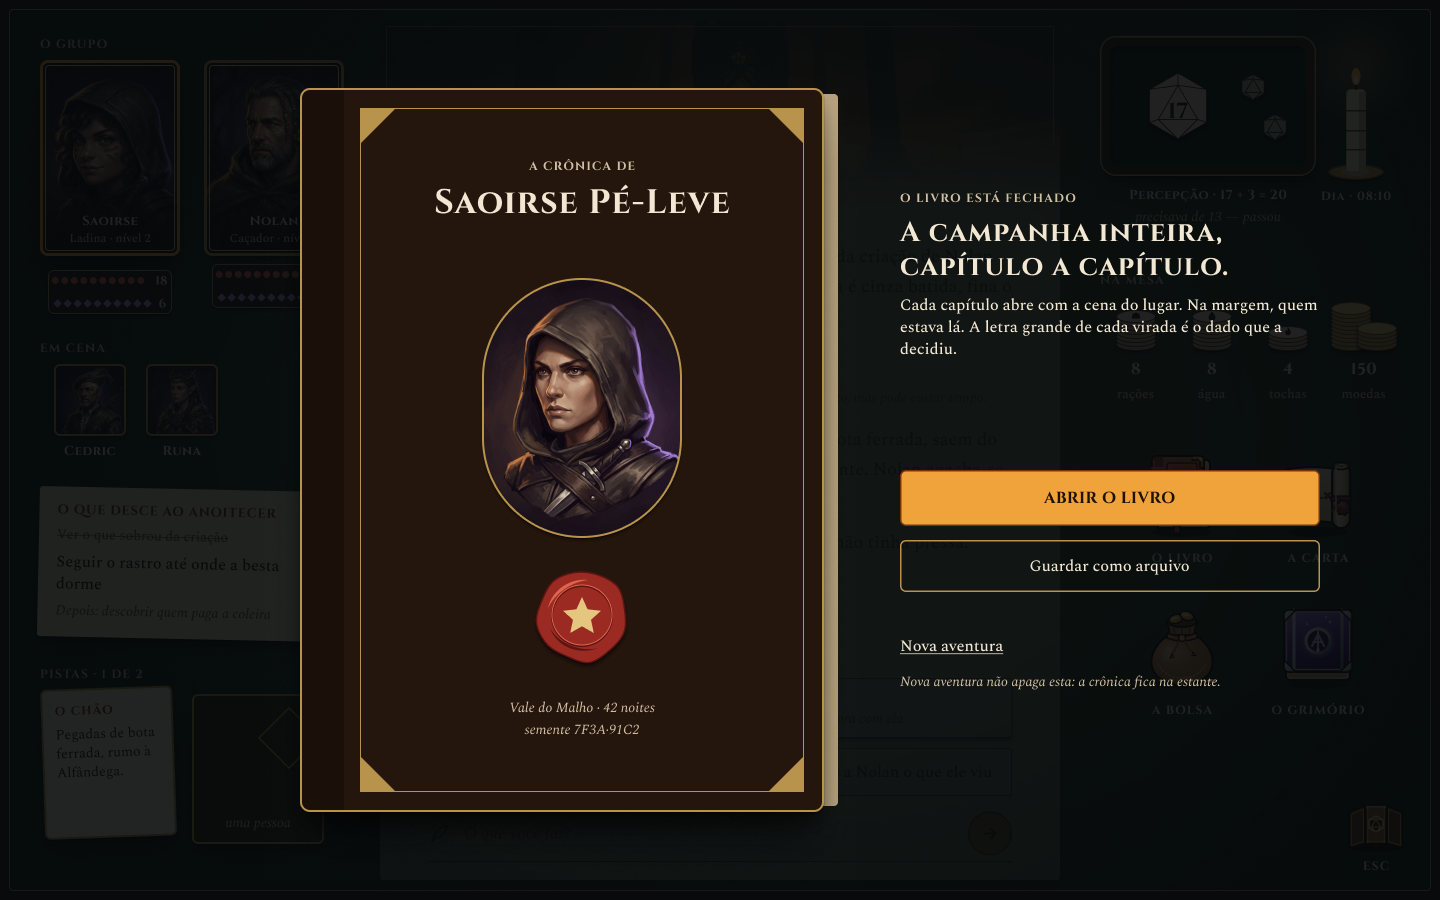 O GRUPO
SAOIRSE
Ladina · nível 2
18
6
NOLAN
EM CENA
CEDRIC
RUNA
O QUE DESCE AO ANOITECER
Ver o que sobrou da criação
Seguir o rastro até onde a besta
dorme
Depois: descobrir quem paga a coleira
PISTAS · 1 DE 2
O CHÃO
Pegadas de bota
ferrada, rumo à
Alfândega.
uma pessoa
A CRÔNICA DE
SAOIRSE PÉ-LEVE
Vale do Malho · 42 noites
semente 7F3A·91C2
17
PERCEPÇÃO · 17 + 3 = 20
precisava de 13 — passou
DIA · 08:10
O LIVRO ESTÁ FECHADO
A CAMPANHA INTEIRA,
CAPÍTULO A CAPÍTULO.
Cada capítulo abre com a cena do lugar. Na margem, quem
estava lá. A letra grande de cada virada é o dado que a
decidiu.
NA MESA
8
8
4
150
rações
água
tochas
moedas
ABRIR O LIVRO
Guardar como arquivo
O LIVRO
A CARTA
Nova aventura
Nova aventura não apaga esta: a crônica fica na estante.
A BOLSA
O GRIMÓRIO
a Nolan o que ele viu
ESC